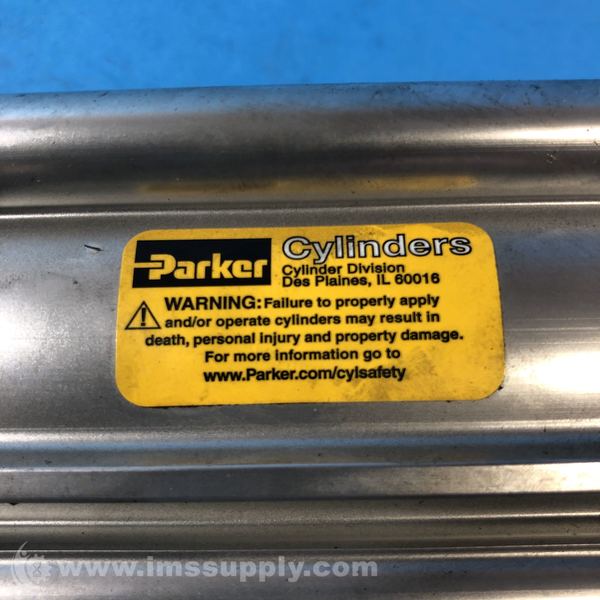 Parker Cylinders
Cylinder Division
Des Plaines, IL 60016
WARNING: Failure to properly apply
and/or operate cylinders may result in
death, personal injury and property damage.
For more information go to
www.Parker.com/cylsafety
www.imssupply.com